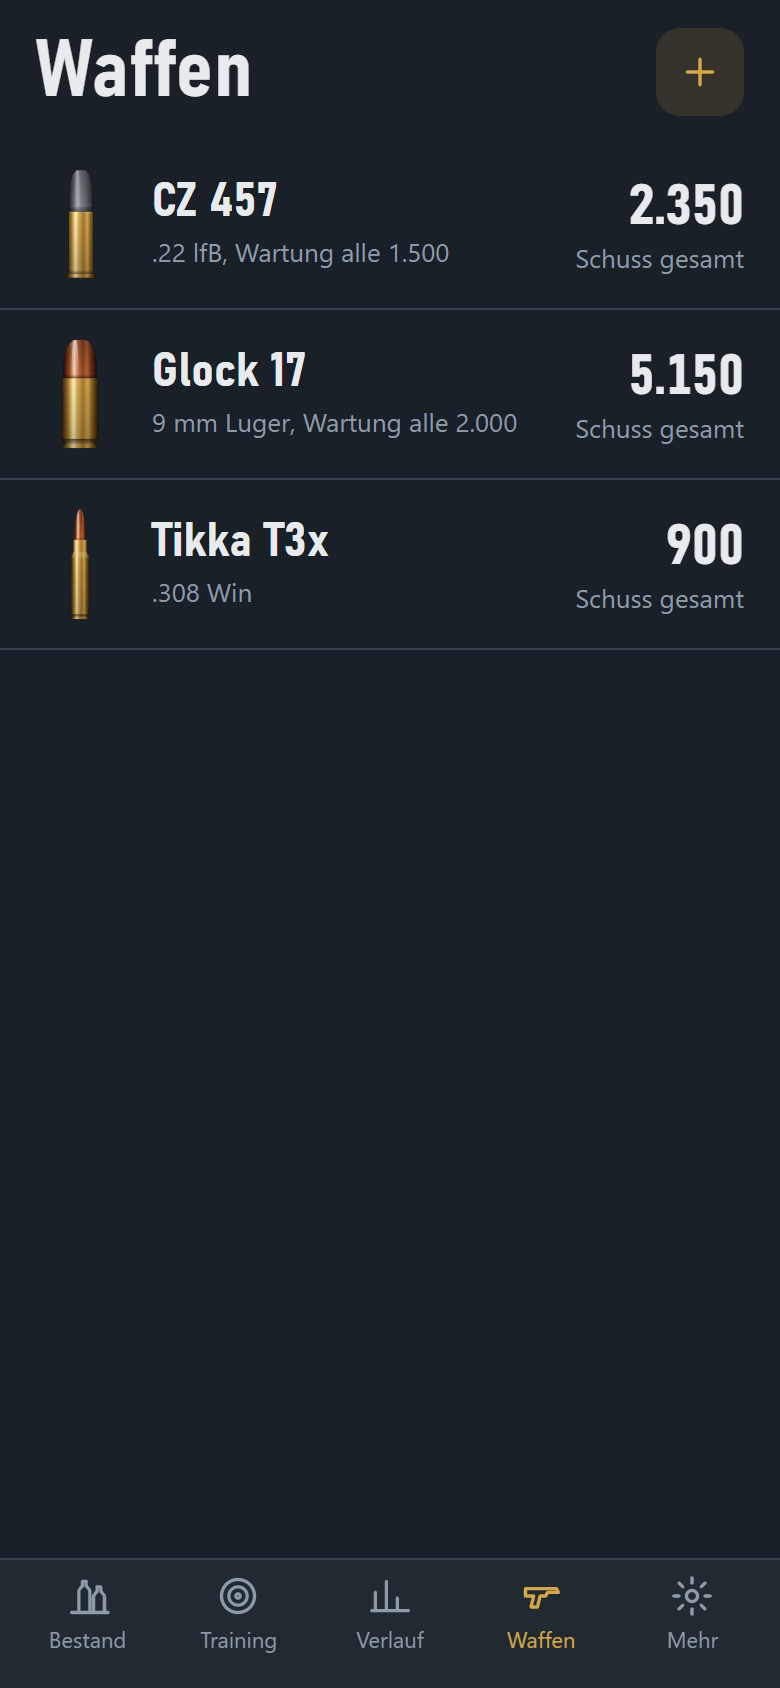 Waffen
CZ 457
2.350
.22 lfB, Wartung alle 1.500
Schuss gesamt
Glock 17
5.150
9 mm Luger, Wartung alle 2.000
Schuss gesamt
Tikka T3x
900
.308 Win
Schuss gesamt
Bestand
Training
Verlauf
Waffen
Mehr